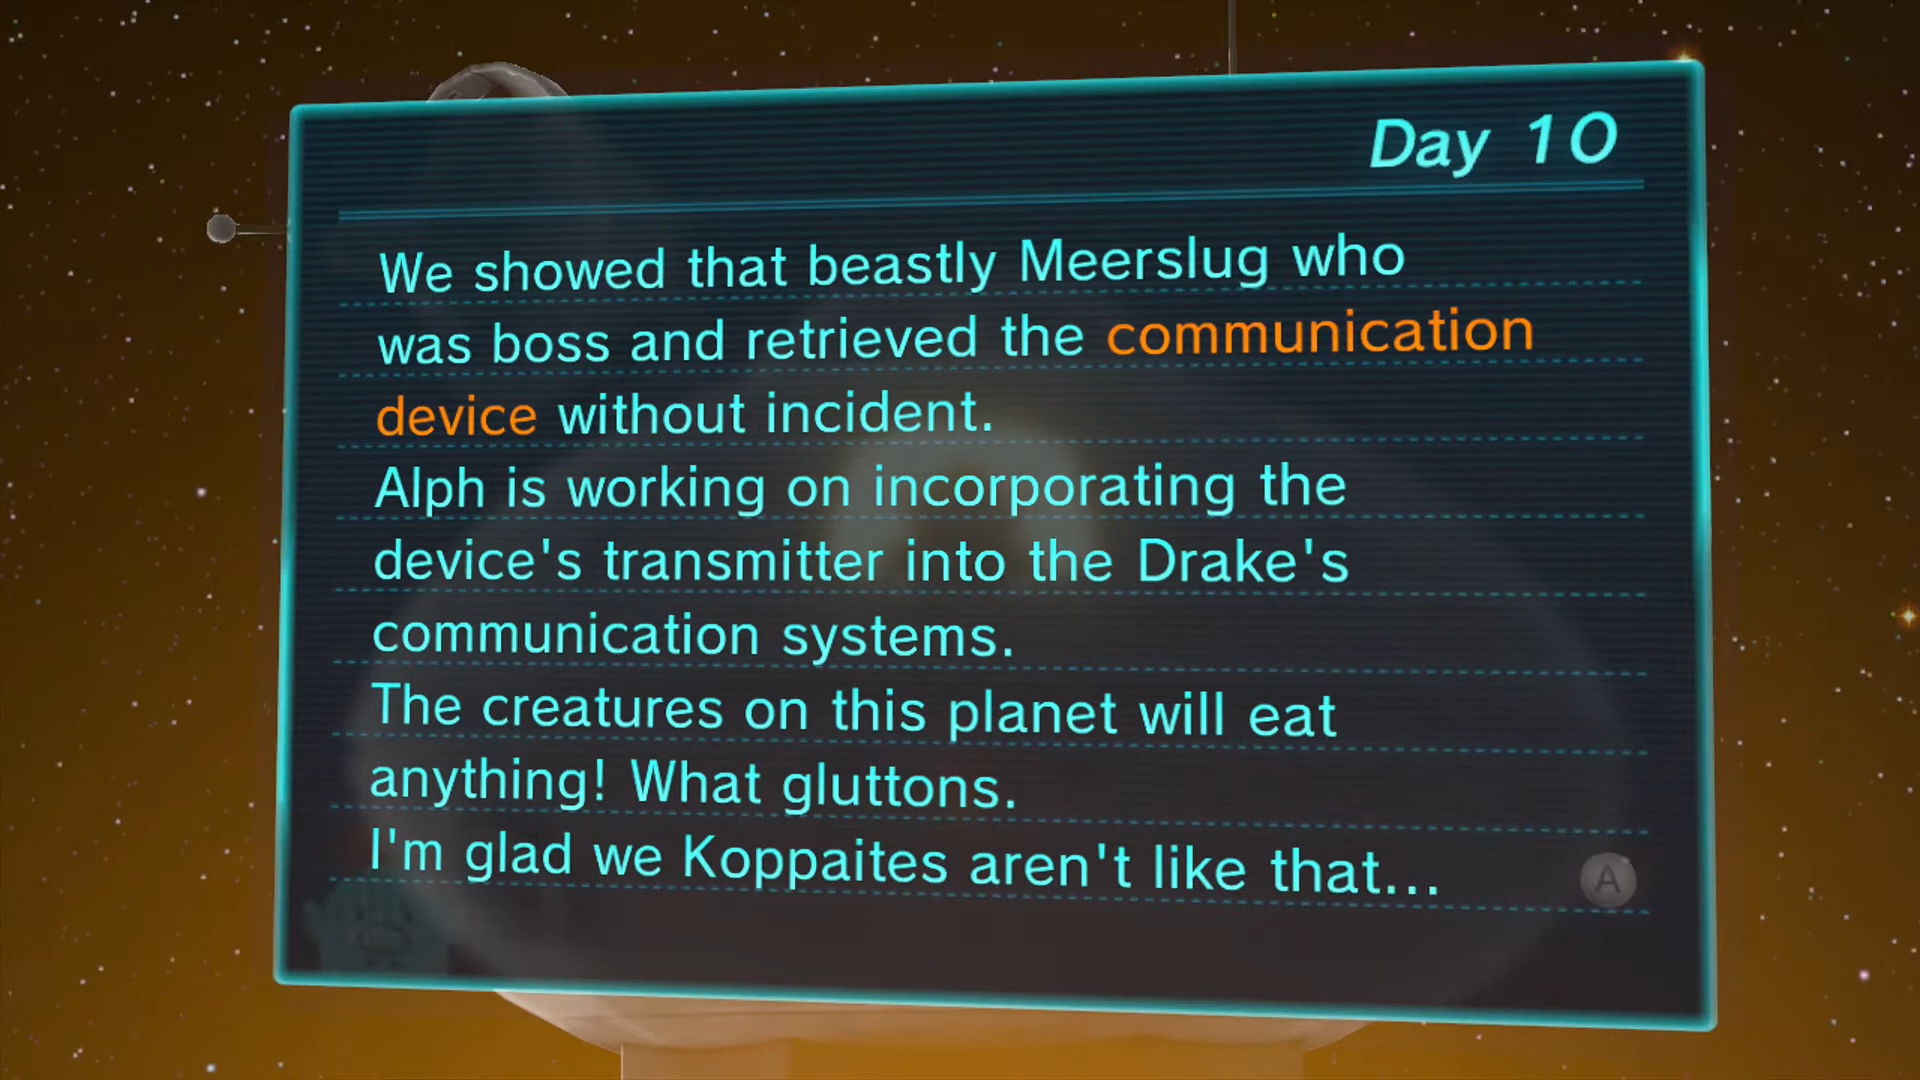 Day 10
We showed that beastly Meerslug who
was boss and retrieved the communication
device without incident.
Alph is working on incorporating the
device's transmitter into the Drake's
communication systems.
The creatures on this planet will eat
anything! What gluttons.
I'm glad we Koppaites aren't like that...
A